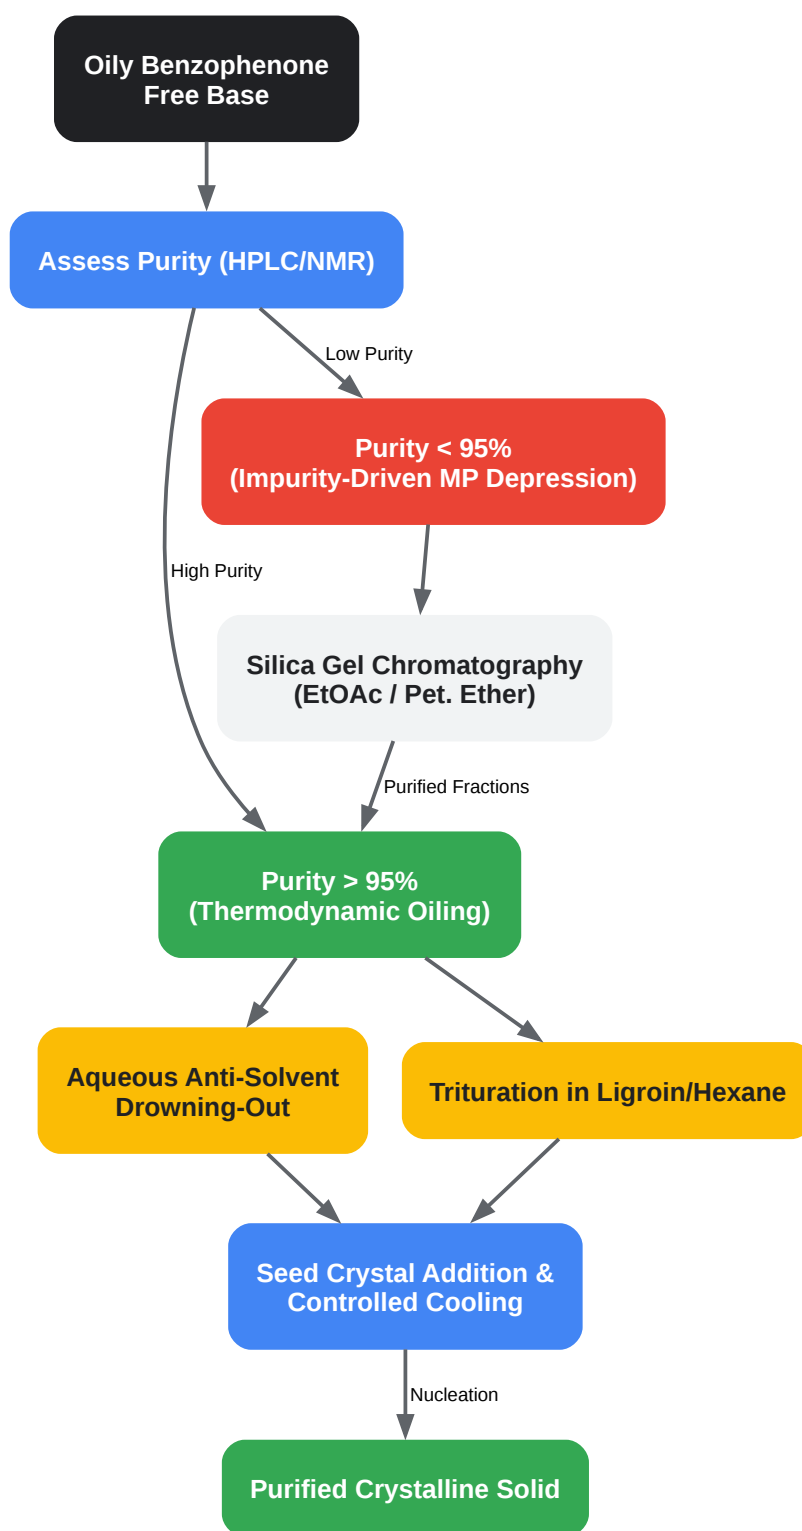 Oily Benzophenone
Free Base
Assess Purity (HPLC/NMR)
Low Purity
Purity < 95%
(Impurity-Driven MP Depression)
High Purity
Silica Gel Chromatography
(EtOAc / Pet. Ether)
Purified Fractions
Purity > 95%
(Thermodynamic Oiling)
Aqueous Anti-Solvent
Drowning-Out
Trituration in Ligroin/Hexane
Seed Crystal Addition &
Controlled Cooling
Nucleation
Purified Crystalline Solid